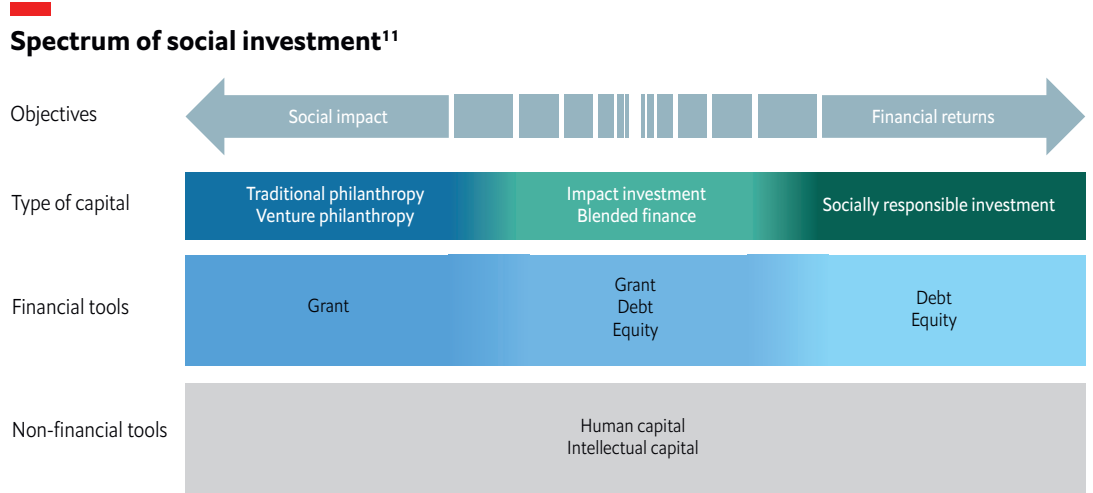 Spectrum of social investment¹¹
Objectives
Social impact
Financial returns
Type of capital
Traditional philanthropy
Venture philanthropy
Impact investment
Blended finance
Socially responsible investment
Financial tools
Grant
Grant
Debt
Equity
Debt
Equity
Non-financial tools
Human capital
Intellectual capital